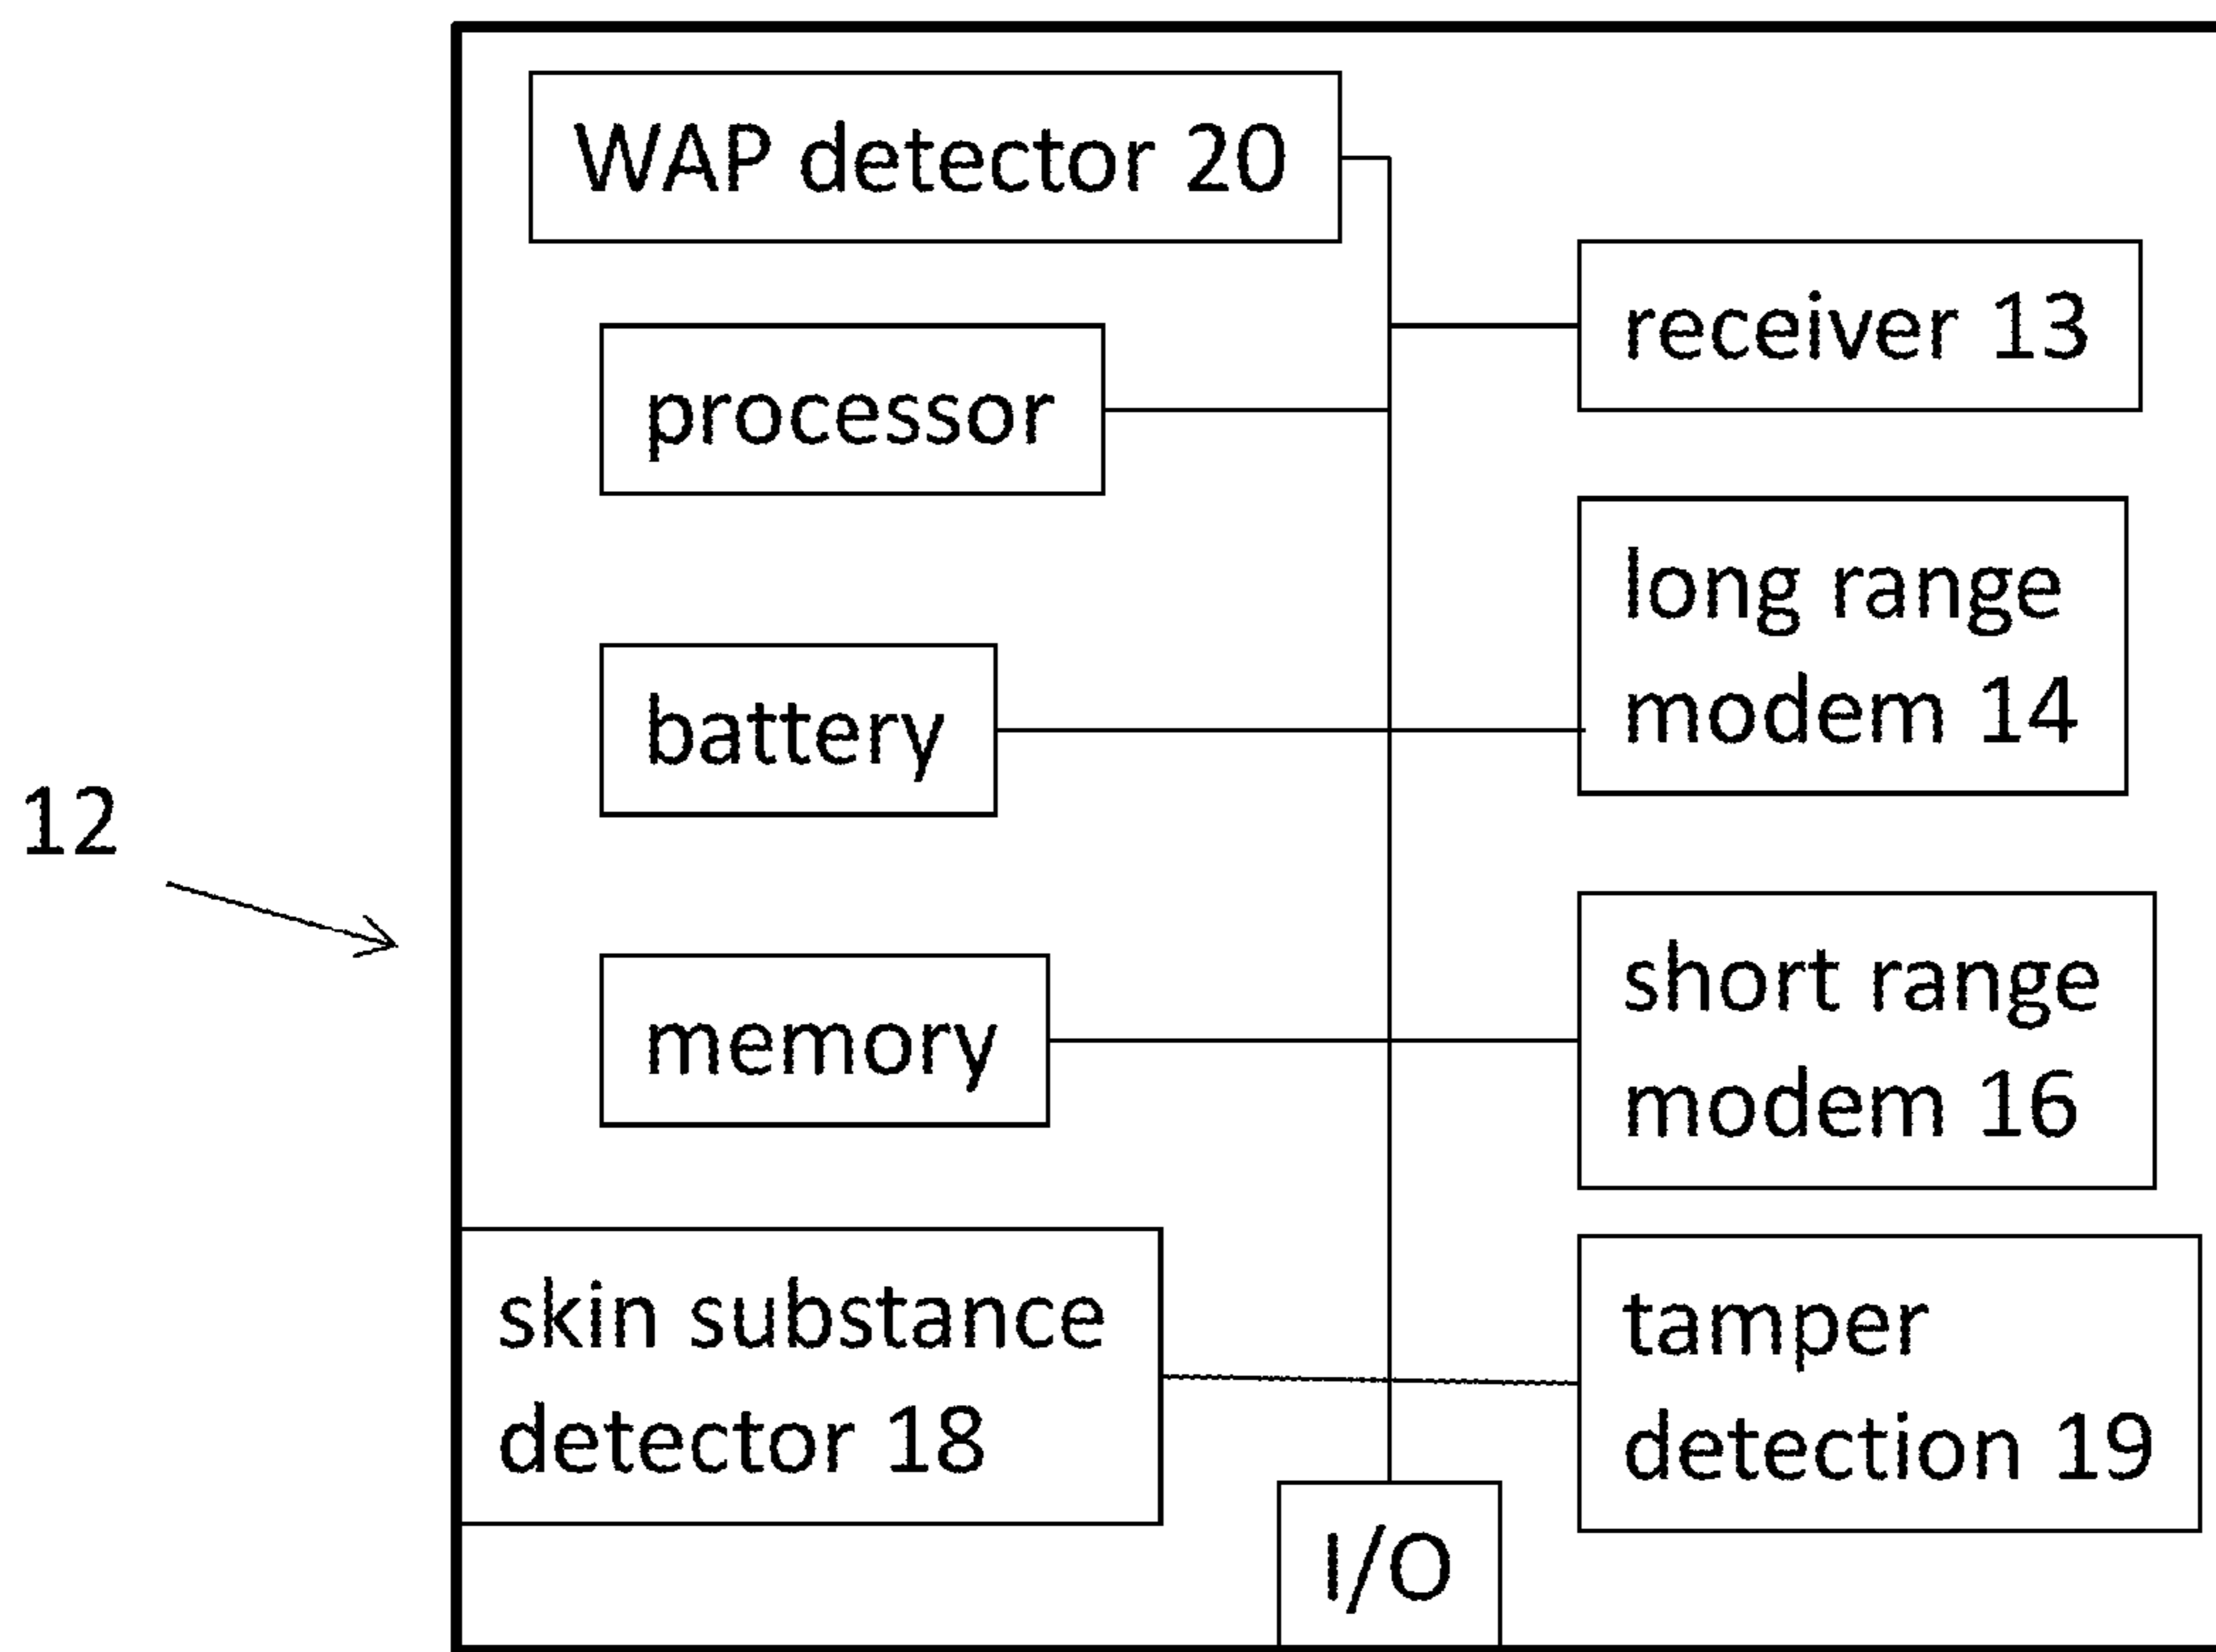 WAP detector 20
receiver 13
processor
long range
modem 14
battery
12
short range
modem 16
memory
skin substance
detector 18
tamper
detection 19
I/O